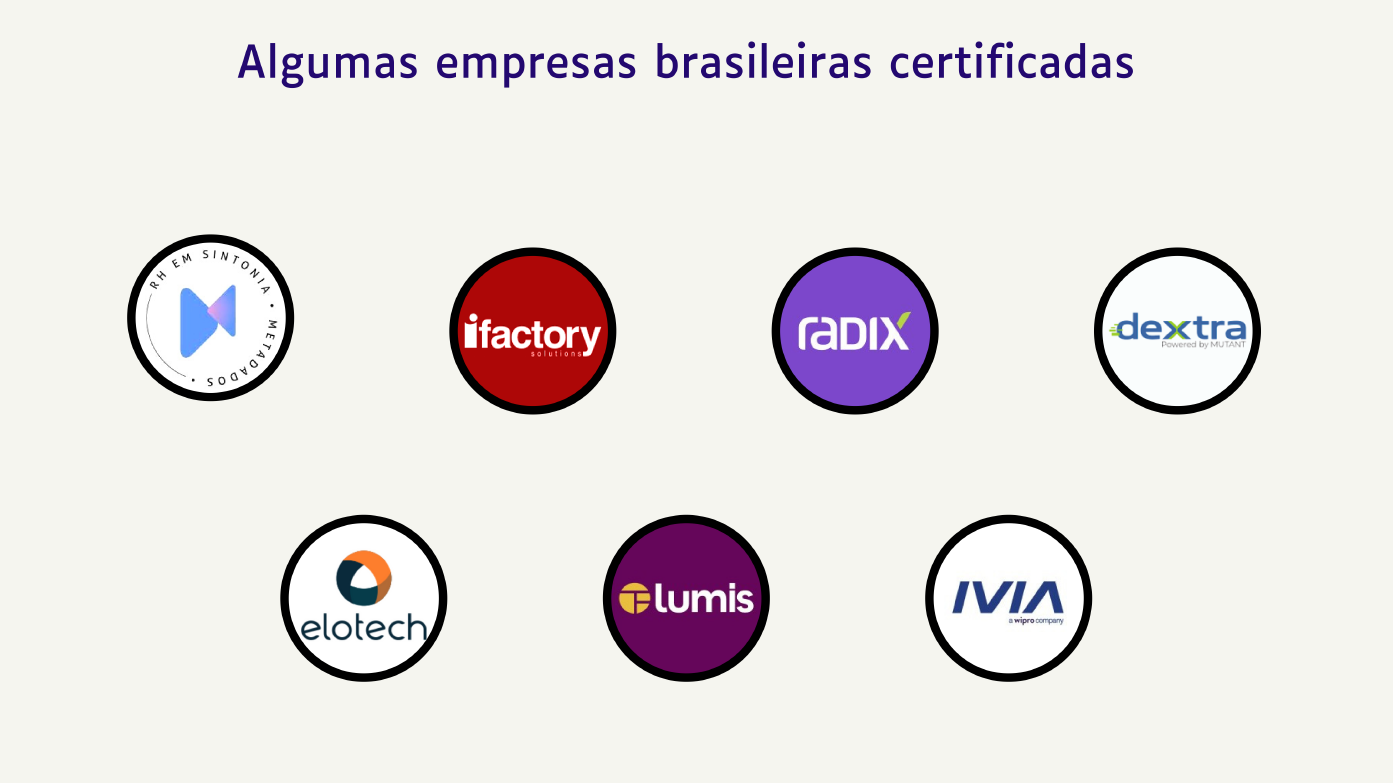 Algumas empresas brasileiras certificadas
RH EM SINTONIA • METADADOS •
ifactory
solutions
radix
dextra
Powered by MUTANT
elotech
lumis
IVIA
a wipro company